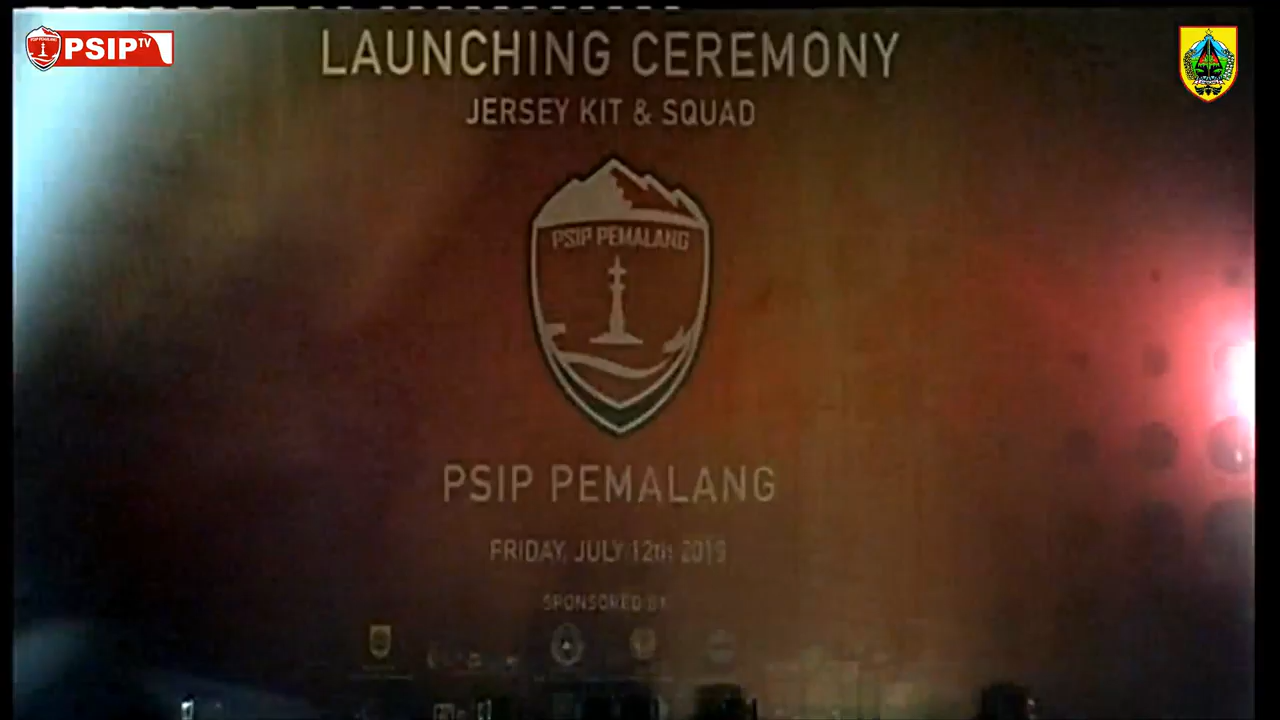 PSIP TV
LAUNCHING CEREMONY
JERSEY KIT & SQUAD
PSIP PEMALANG
PSIP PEMALANG
FRIDAY, JULY 12TH 2019
SPONSORED BY